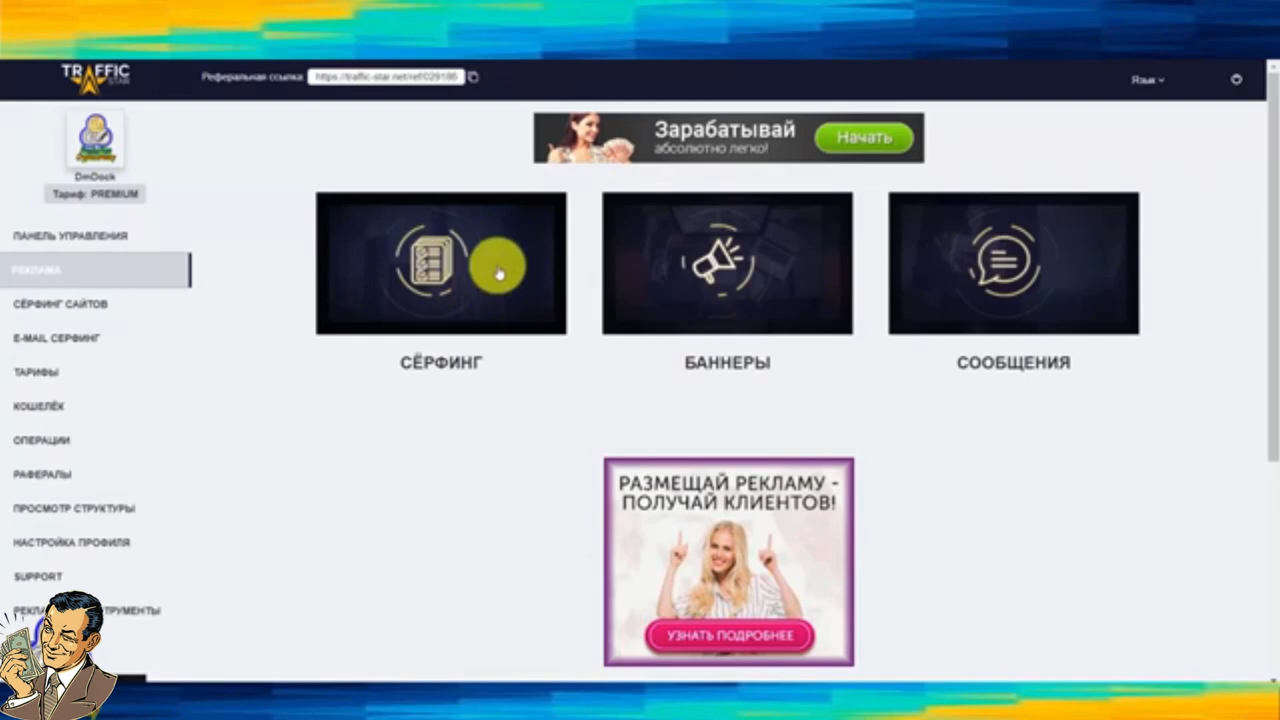 TRAFFIC
STAR
Реферальная ссылка:
https://traffic-star.net/ref/029186
Язык
DmDock
Тариф: PREMIUM
Зарабатывай
абсолютно легко!
Начать
ПАНЕЛЬ УПРАВЛЕНИЯ
РЕКЛАМА
СЁРФИНГ САЙТОВ
E-MAIL СЕРФИНГ
ТАРИФЫ
КОШЕЛЁК
ОПЕРАЦИИ
РАФЕРАЛЫ
ПРОСМОТР СТРУКТУРЫ
НАСТРОЙКА ПРОФИЛЯ
SUPPORT
СЁРФИНГ
БАННЕРЫ
СООБЩЕНИЯ
РАЗМЕЩАЙ РЕКЛАМУ -
ПОЛУЧАЙ КЛИЕНТОВ!
УЗНАТЬ ПОДРОБНЕЕ